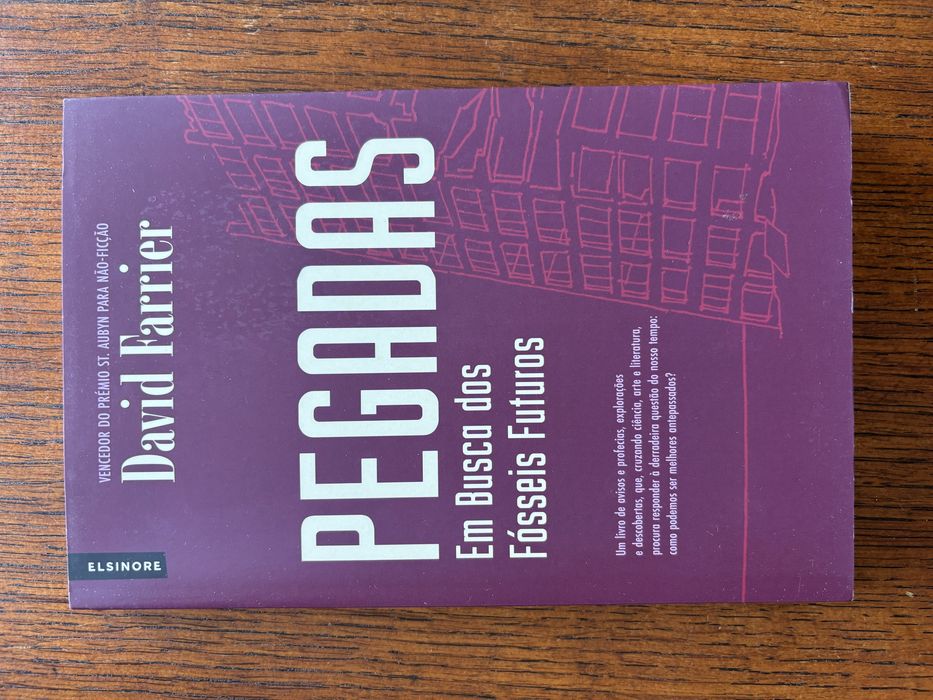 VENCEDOR DO PRÉMIO ST. AUBYN PARA NÃO-FICÇÃO
David Farrier
PEGADAS
Em Busca dos
Fósseis Futuros
Um livro de avisos e profecias, explorações
e descobertas, que, cruzando ciência, arte e literatura,
procura responder à derradeira questão do nosso tempo:
como podemos ser melhores antepassados?
ELSINORE